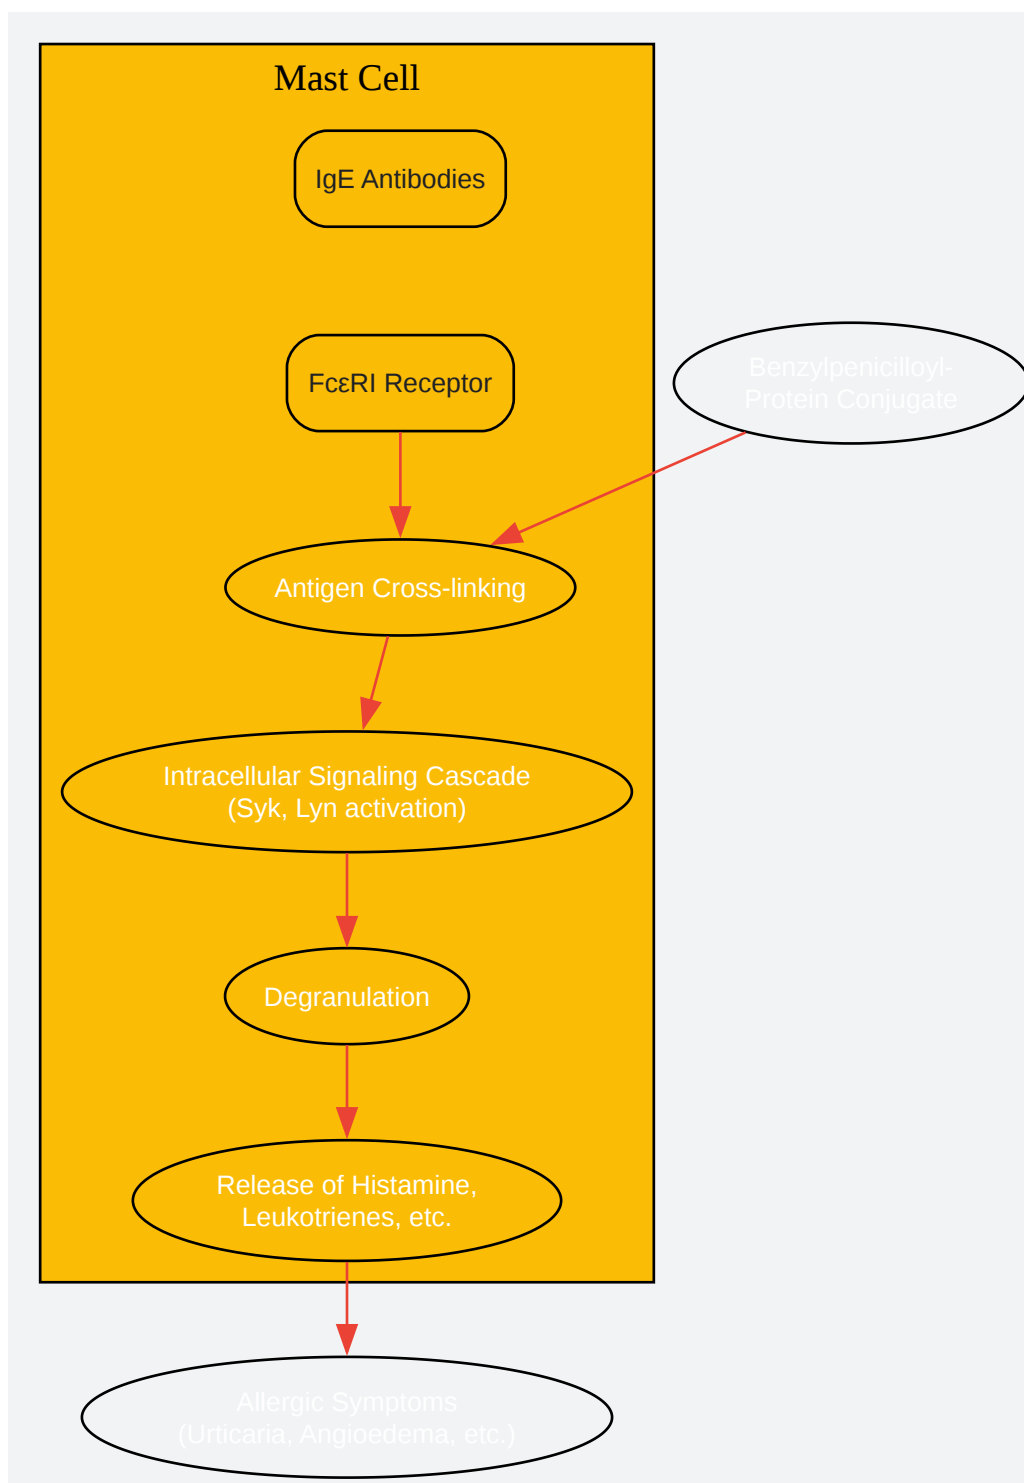 Mast Cell
IgE Antibodies
FcεRI Receptor
Benzylpenicilloyl-
Protein Conjugate
Antigen Cross-linking
Intracellular Signaling Cascade
(Syk, Lyn activation)
Degranulation
Release of Histamine,
Leukotrienes, etc.
Allergic Symptoms
(Urticaria, Angioedema, etc.)